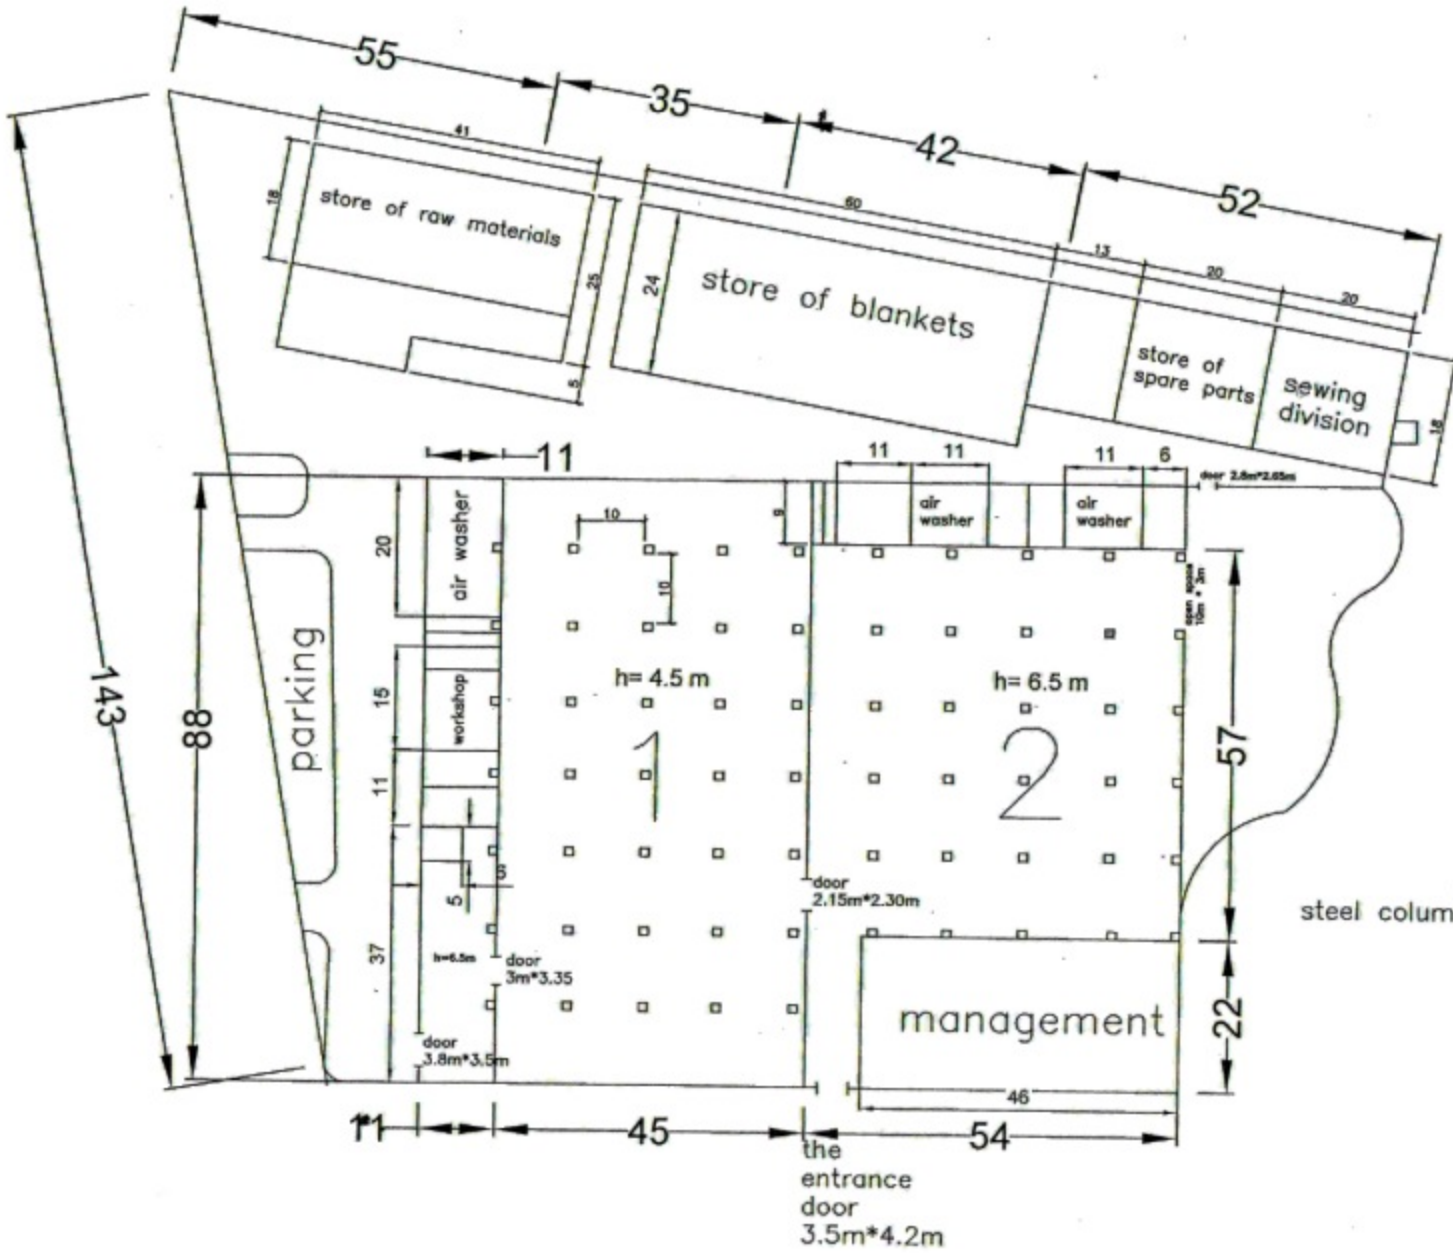 55
35
42
52
41
18
store of raw materials
25
5
60
24
store of blankets
13
20
20
store of
spare parts
sewing
division
18
door 2.8m*2.65m
143
88
parking
11
20
air washer
15
workshop
11
37
5
5
h=6.5m
door
3m*3.35
door
3.8m*3.5m
10
10
h= 4.5 m
1
9
11
11
11
6
air
washer
air
washer
open space
10m * 3m
h= 6.5 m
2
57
door
2.15m*2.30m
steel colum
management
22
46
11
45
54
the
entrance
door
3.5m*4.2m